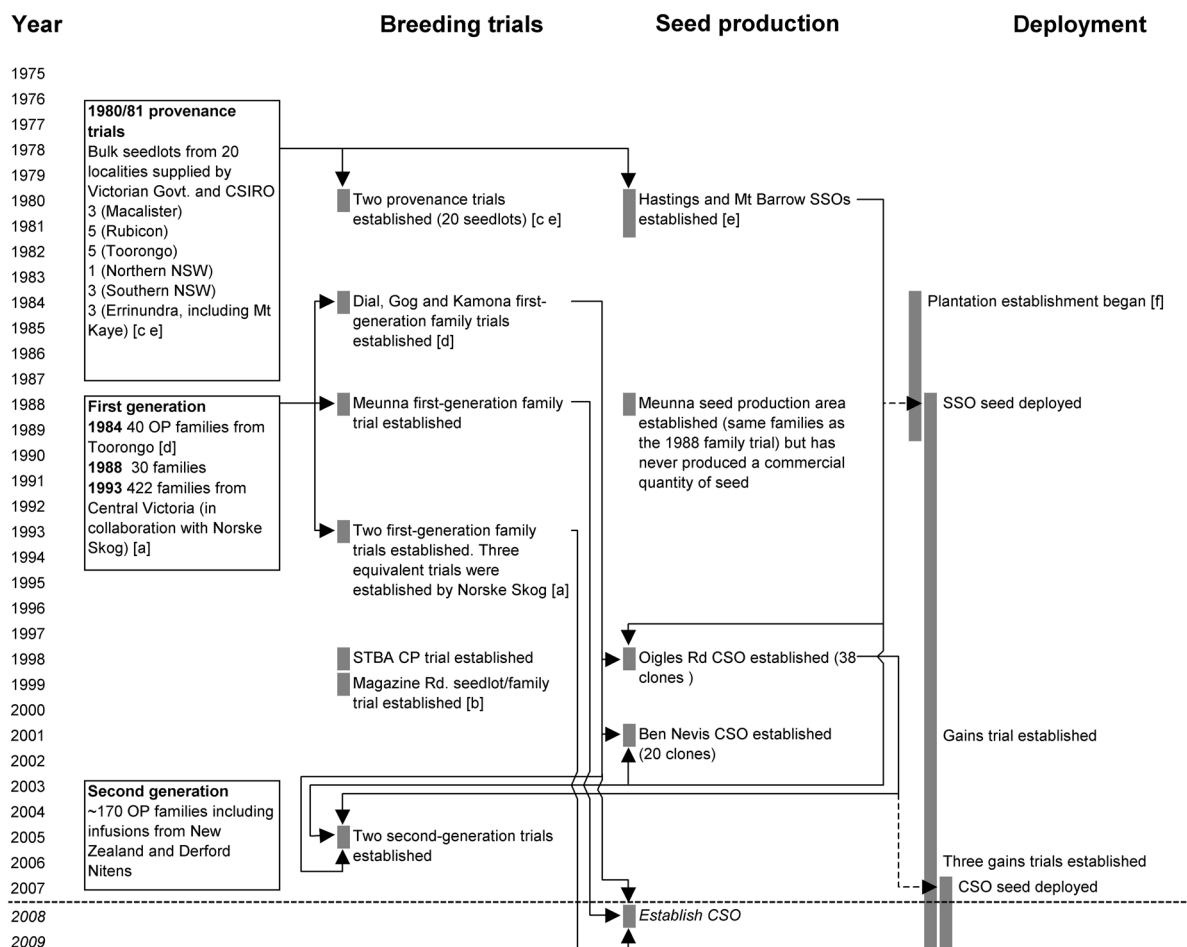 Year
Breeding trials
Seed production
Deployment
1975
1976
1977
1978
1979
1980
1981
1982
1983
1984
1985
1986
1987
1988
1989
1990
1991
1992
1993
1994
1995
1996
1997
1998
1999
2000
2001
2002
2003
2004
2005
2006
2007
2008
2009
1980/81 provenance
trials
Bulk seedlots from 20
localities supplied by
Victorian Govt. and CSIRO
3 (Macalister)
5 (Rubicon)
5 (Toorongo)
1 (Northern NSW)
3 (Southern NSW)
3 (Errinundra, including Mt
Kaye) [c e]
First generation
1984 40 OP families from
Toorongo [d]
1988  30 families
1993 422 families from
Central Victoria (in
collaboration with Norske
Skog) [a]
Second generation
~170 OP families including
infusions from New
Zealand and Derford
Nitens
Two provenance trials
established (20 seedlots) [c e]
Dial, Gog and Kamona first-
generation family trials
established [d]
Meunna first-generation family
trial established
Two first-generation family
trials established. Three
equivalent trials were
established by Norske Skog [a]
STBA CP trial established
Magazine Rd. seedlot/family
trial established [b]
Two second-generation trials
established
Hastings and Mt Barrow SSOs
established [e]
Meunna seed production area
established (same families as
the 1988 family trial) but has
never produced a commercial
quantity of seed
Oigles Rd CSO established (38
clones )
Ben Nevis CSO established
(20 clones)
Establish CSO
Plantation establishment began [f]
SSO seed deployed
Gains trial established
Three gains trials established
CSO seed deployed